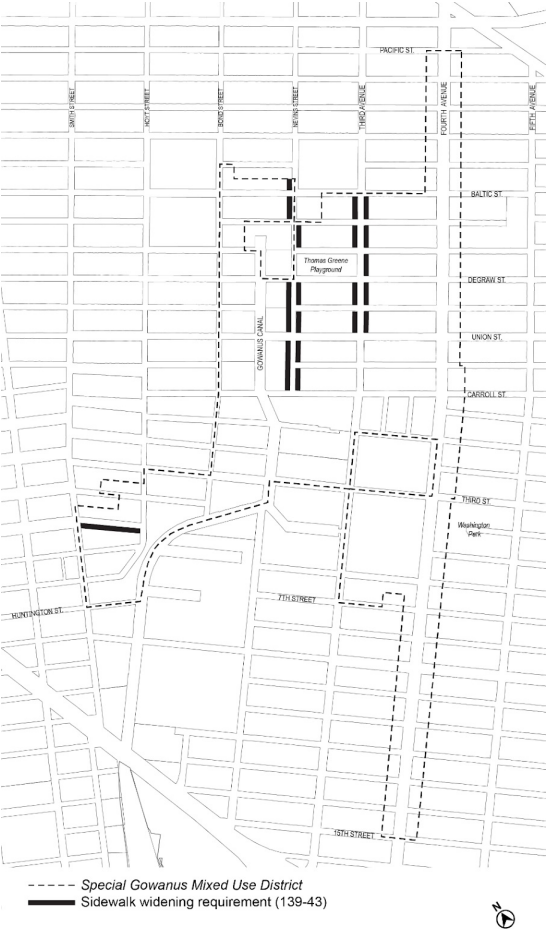 PACIFIC ST.
SMITH STREET
HOYT STREET
BOND STREET
NEVINS STREET
THIRD AVENUE
FOURTH AVENUE
FIFTH AVENUE
BALTIC ST.
Thomas Greene
Playground
DEGRAW ST.
GOWANUS CANAL
UNION ST.
CARROLL ST.
THIRD ST.
Washington
Park
7TH STREET
HUNTINGTON ST.
15TH STREET
Special Gowanus Mixed Use District
Sidewalk widening requirement (139-43)
N